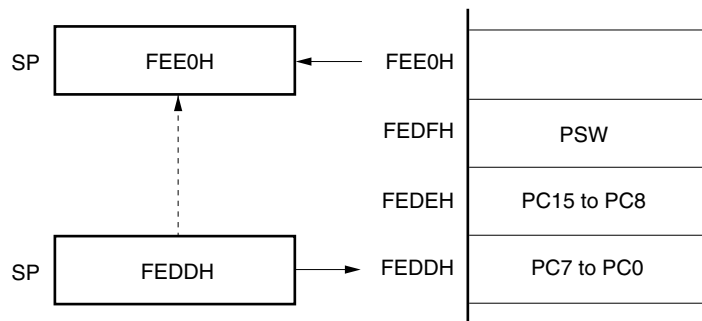 SP FEE0H FEE0H
FEDFH PSW
FEDEH PC15 to PC8
SP FEDDH FEDDH PC7 to PC0